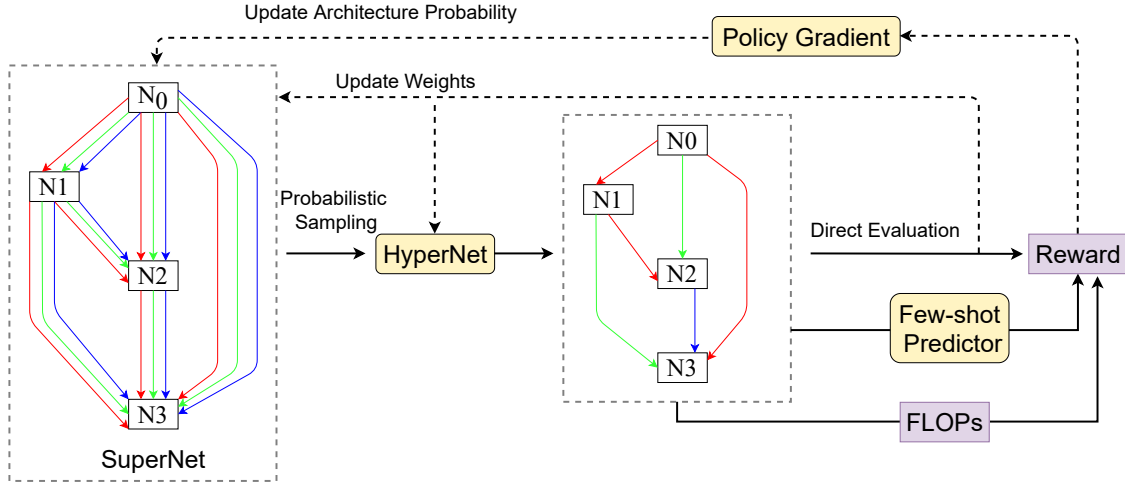 Update Architecture Probability
Policy Gradient
Update Weights
N0
N1
N2
N3
SuperNet
Probabilistic
Sampling
HyperNet
N0
N1
N2
N3
Direct Evaluation
Reward
Few-shot
Predictor
FLOPs